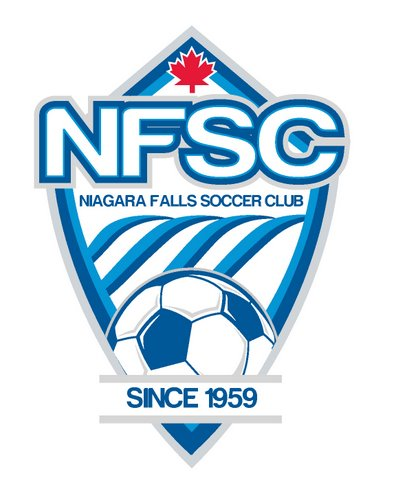 NFSC
NIAGARA FALLS SOCCER CLUB
SINCE 1959